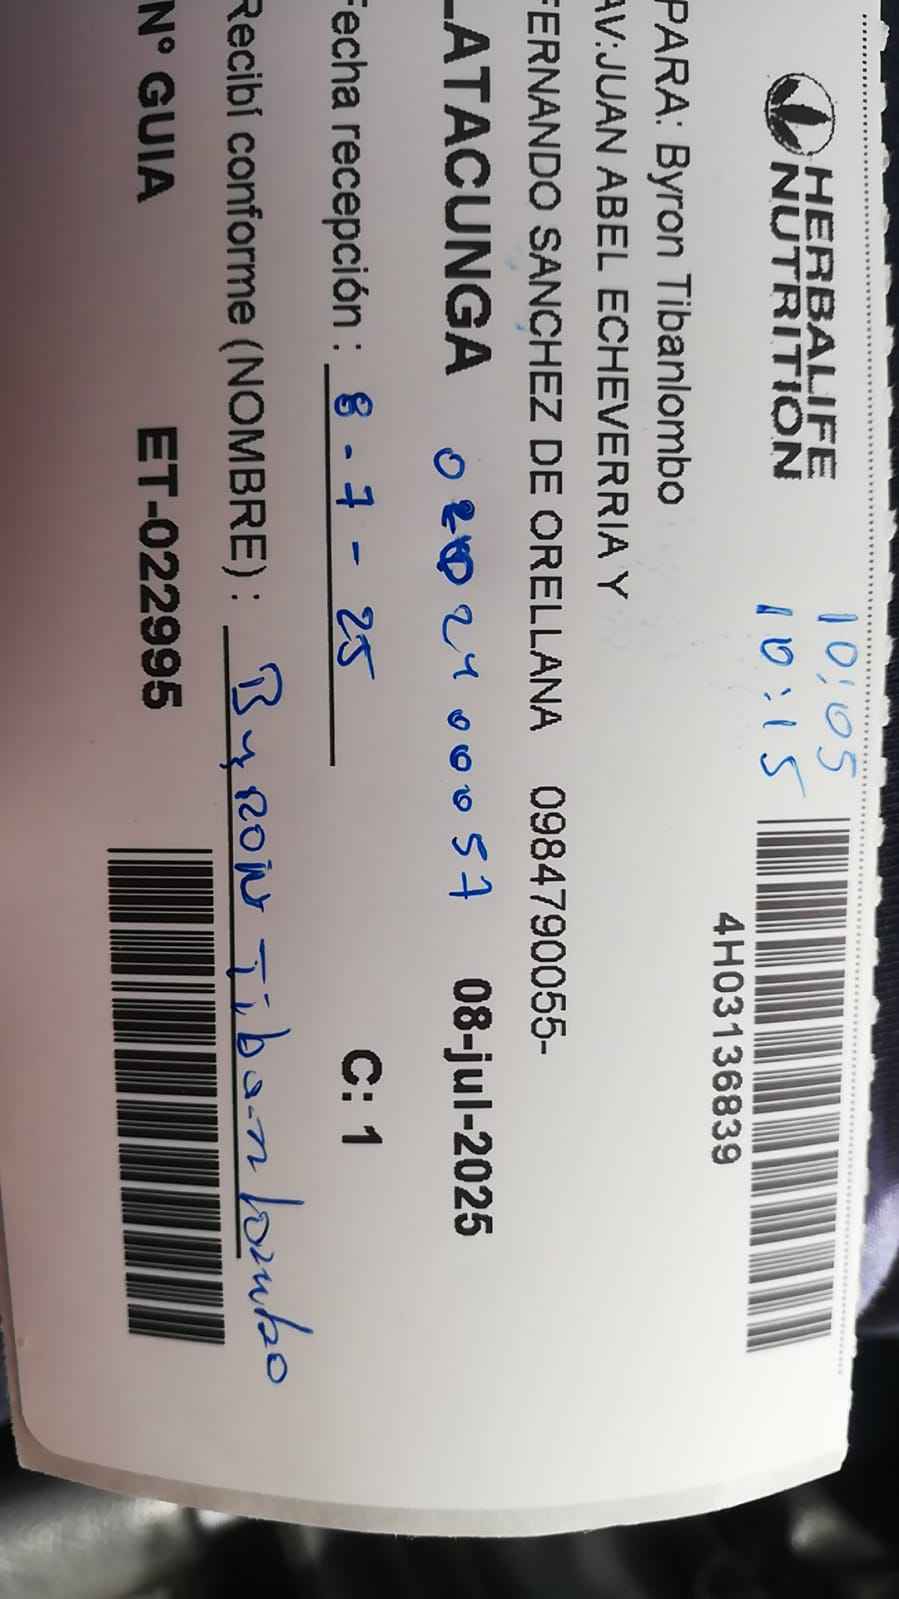 HERBALIFE
NUTRITION
10:05
10:15
4H03136839
PARA: Byron Tibanlombo
AV:JUAN ABEL ECHEVERRIA Y
FERNANDO SANCHEZ DE ORELLANA 0984790055-
LATACUNGA 08-jul-2025
Fecha recepción : 8-7-25 C: 1
Recibí conforme (NOMBRE) : Byron Tibanlombo
N° GUIA ET-022995